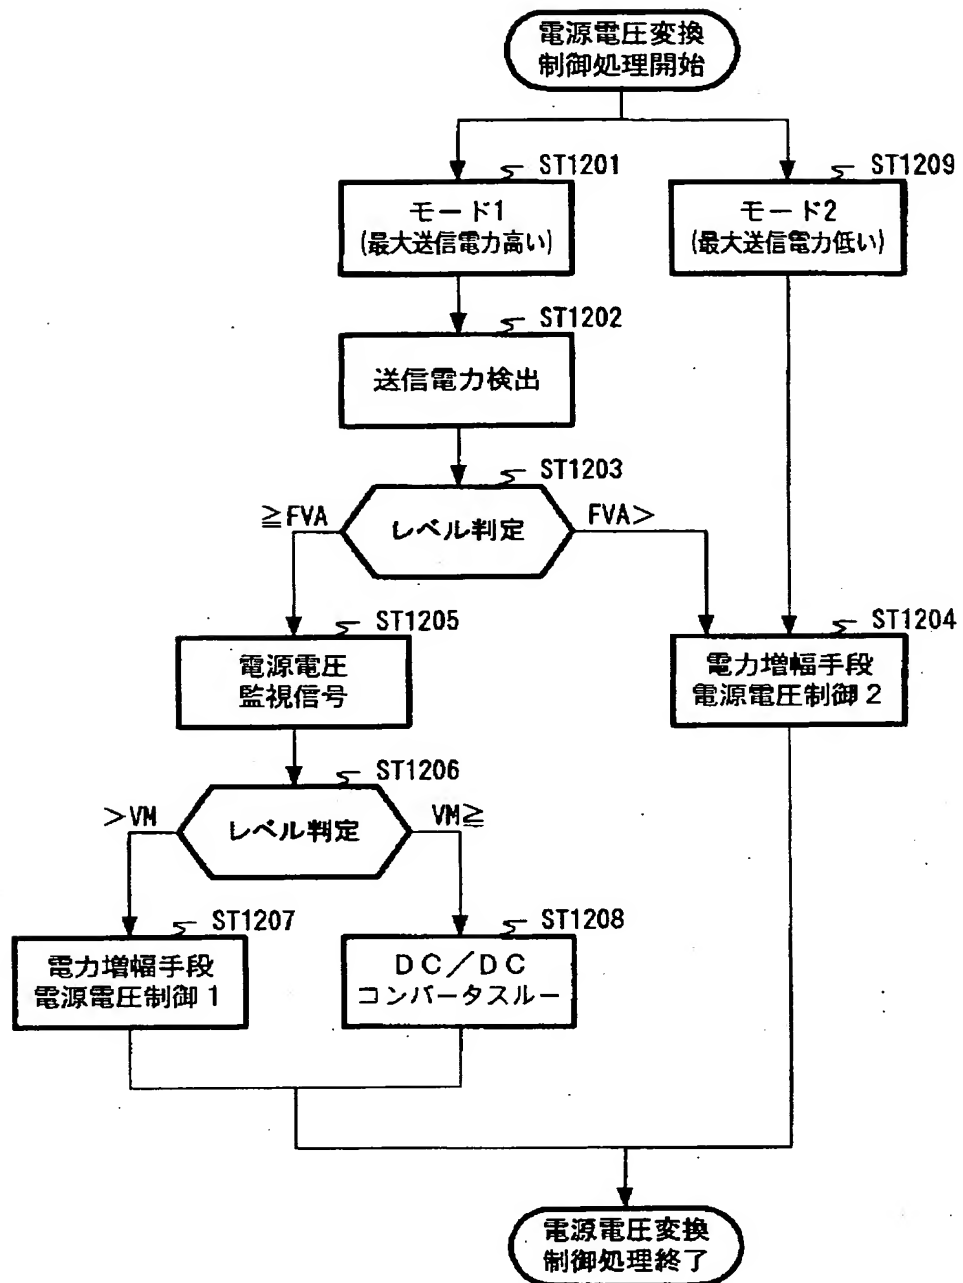 電源電圧変換
制御処理開始
ST1201
モード1
(最大送信電力高い)
ST1209
モード2
(最大送信電力低い)
ST1202
送信電力検出
ST1203
≧FVA
レベル判定
FVA>
ST1205
電源電圧
監視信号
ST1204
電力増幅手段
電源電圧制御2
ST1206
>VM
レベル判定
VM≧
ST1207
電力増幅手段
電源電圧制御1
ST1208
DC/DC
コンバータスルー
電源電圧変換
制御処理終了